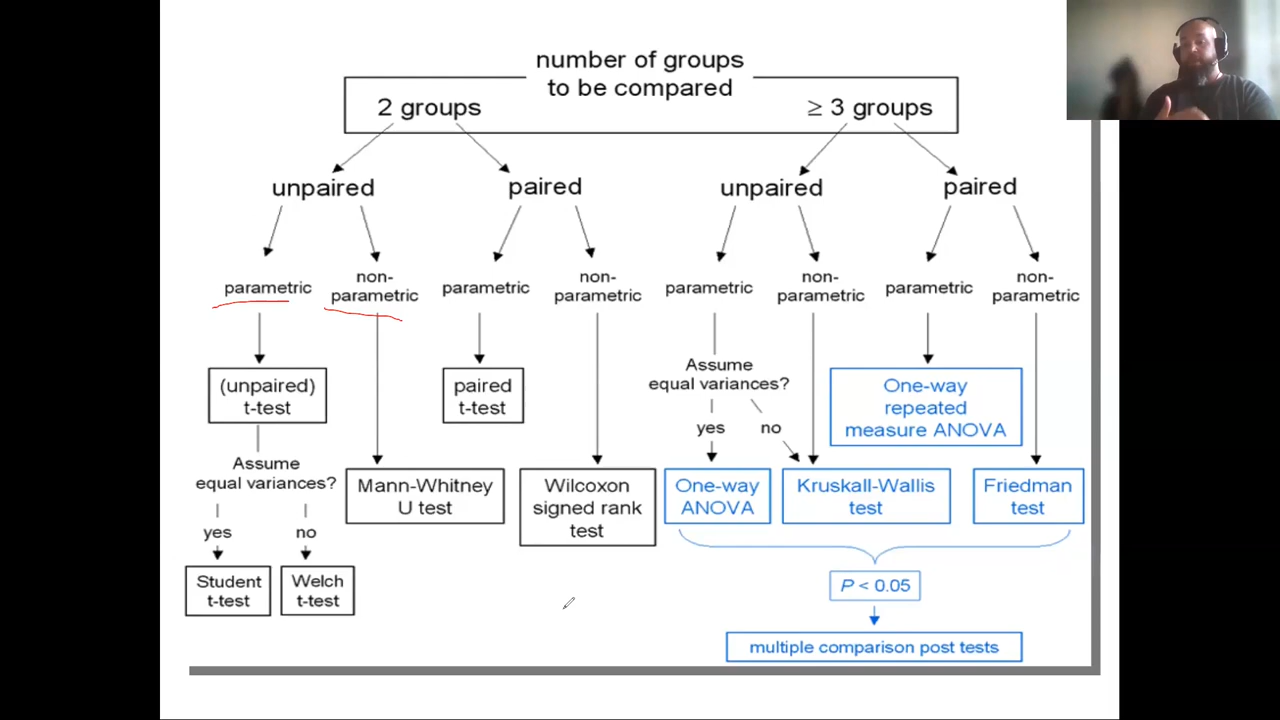 number of groups
to be compared
2 groups
≥ 3 groups
unpaired
paired
unpaired
paired
parametric
non-
parametric
parametric
non-
parametric
parametric
non-
parametric
parametric
non-
parametric
(unpaired)
t-test
paired
t-test
Assume
equal variances?
yes
no
One-way
repeated
measure ANOVA
Assume
equal variances?
yes
no
Mann-Whitney
U test
Wilcoxon
signed rank
test
One-way
ANOVA
Kruskall-Wallis
test
Friedman
test
Student
t-test
Welch
t-test
P < 0.05
multiple comparison post tests